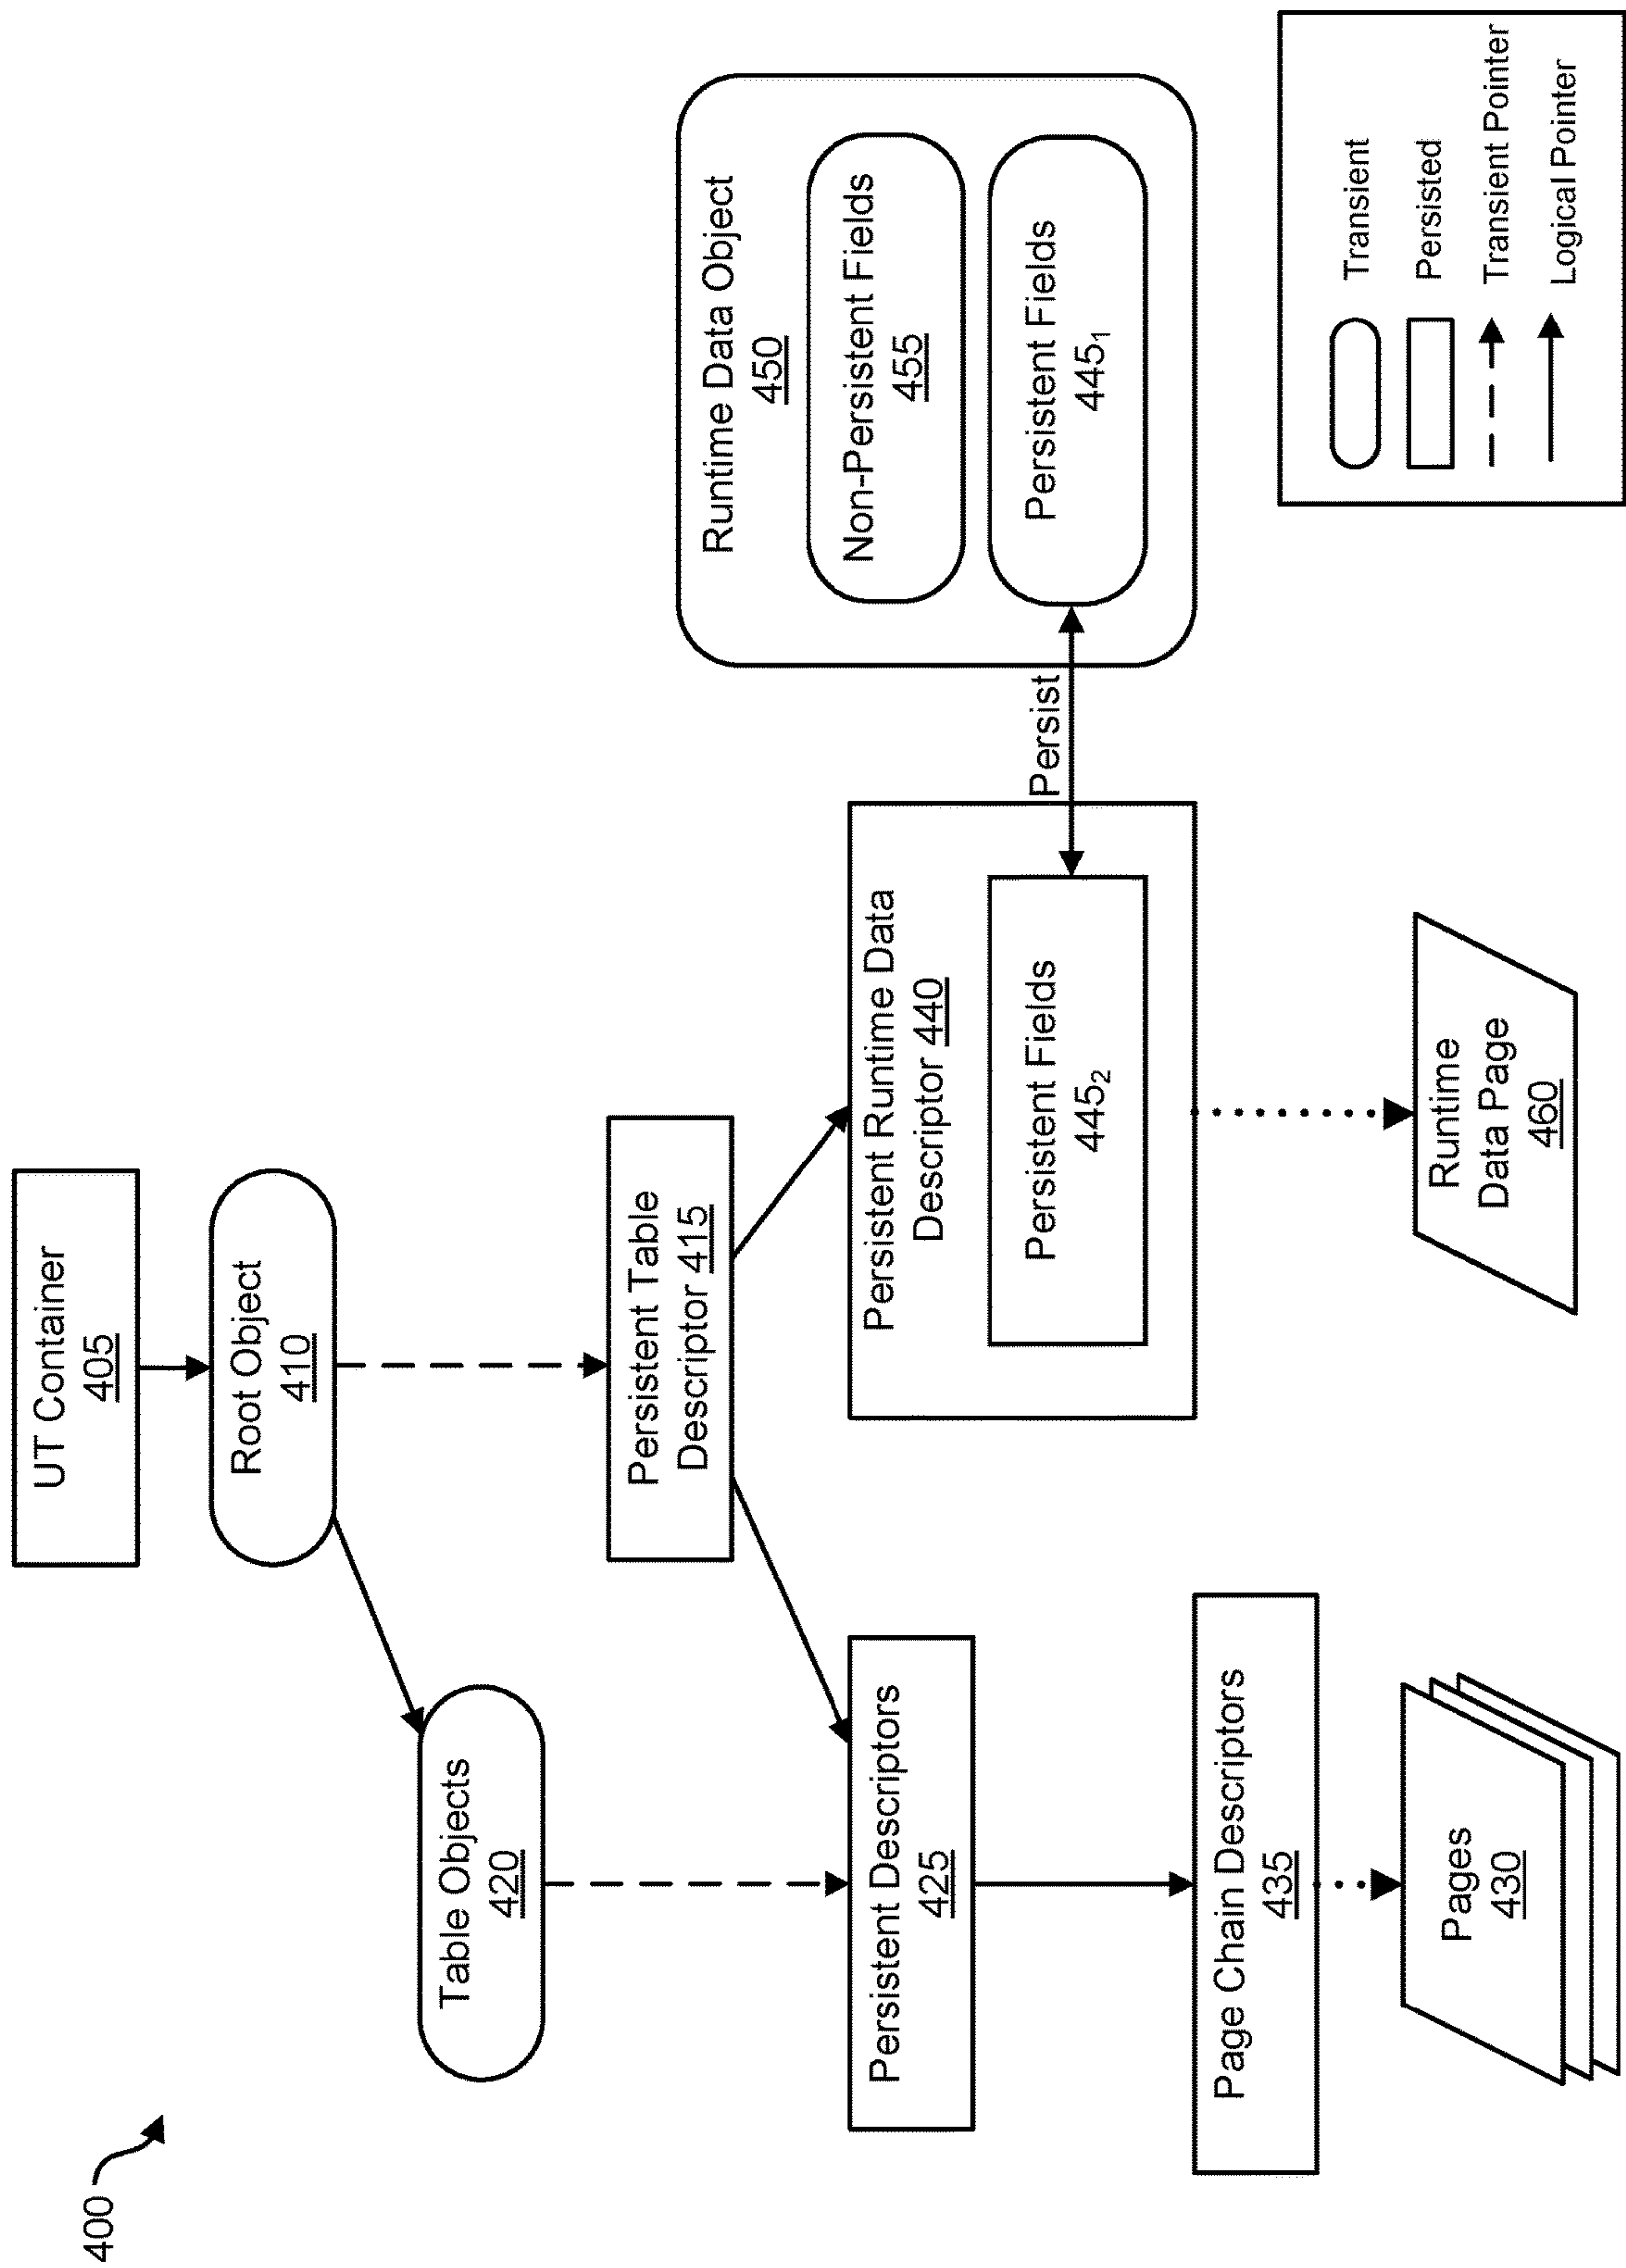 400
UT Container
405
Root Object
410
Table Objects
420
Persistent Table
Descriptor 415
Persistent Descriptors
425
Persistent Runtime Data
Descriptor 440
Persistent Fields
445₂
Persist
Runtime Data Object
450
Non-Persistent Fields
455
Persistent Fields
445₁
Page Chain Descriptors
435
Pages
430
Runtime
Data Page
460
Transient
Persisted
Transient Pointer
Logical Pointer